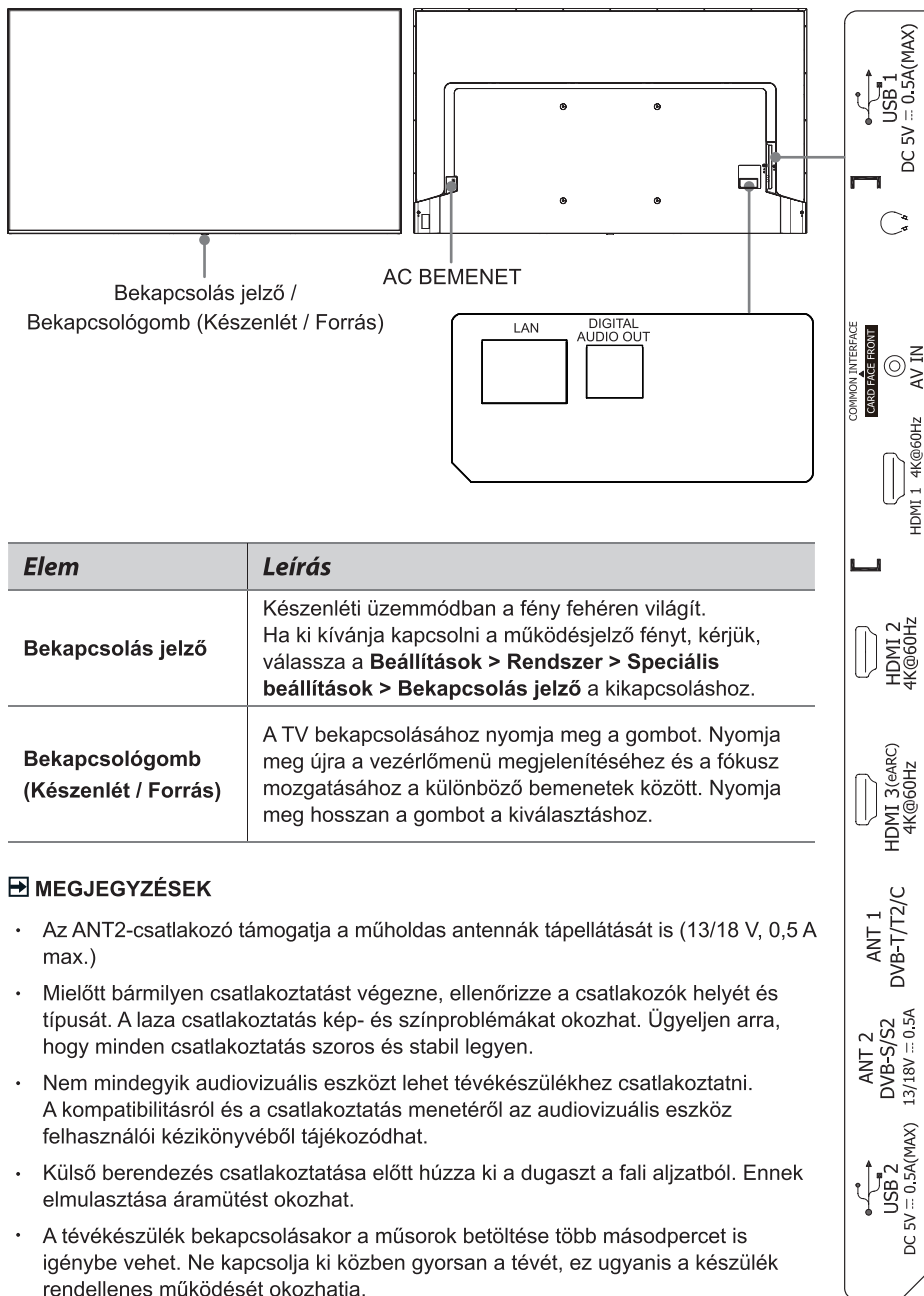 Bekapcsolás jelző /
Bekapcsológomb (Készenlét / Forrás)
AC BEMENET
LAN
DIGITAL
AUDIO OUT
USB 1
DC 5V ⎓ 0.5A(MAX)
COMMON INTERFACE
CARD FACE FRONT
AV IN
HDMI 1 4K@60Hz
HDMI 2
4K@60Hz
HDMI 3(eARC)
4K@60Hz
ANT 1
DVB-T/T2/C
ANT 2
DVB-S/S2
13/18V ⎓ 0.5A
USB 2
DC 5V ⎓ 0.5A(MAX)
Elem Leírás
Bekapcsolás jelző
Készenléti üzemmódban a fény fehéren világít.
Ha ki kívánja kapcsolni a működésjelző fényt, kérjük,
válassza a Beállítások > Rendszer > Speciális
beállítások > Bekapcsolás jelző a kikapcsoláshoz.
Bekapcsológomb
(Készenlét / Forrás)
A TV bekapcsolásához nyomja meg a gombot. Nyomja
meg újra a vezérlőmenü megjelenítéséhez és a fókusz
mozgatásához a különböző bemenetek között. Nyomja
meg hosszan a gombot a kiválasztáshoz.
MEGJEGYZÉSEK
• Az ANT2-csatlakozó támogatja a műholdas antennák tápellátását is (13/18 V, 0,5 A
max.)
• Mielőtt bármilyen csatlakoztatást végezne, ellenőrizze a csatlakozók helyét és
típusát. A laza csatlakoztatás kép- és színproblémákat okozhat. Ügyeljen arra,
hogy minden csatlakoztatás szoros és stabil legyen.
• Nem mindegyik audiovizuális eszközt lehet tévékészülékhez csatlakoztatni.
A kompatibilitásról és a csatlakoztatás menetéről az audiovizuális eszköz
felhasználói kézikönyvéből tájékozódhat.
• Külső berendezés csatlakoztatása előtt húzza ki a dugaszt a fali aljzatból. Ennek
elmulasztása áramütést okozhat.
• A tévékészülék bekapcsolásakor a műsorok betöltése több másodpercet is
igénybe vehet. Ne kapcsolja ki közben gyorsan a tévét, ez ugyanis a készülék
rendellenes működését okozhatja.